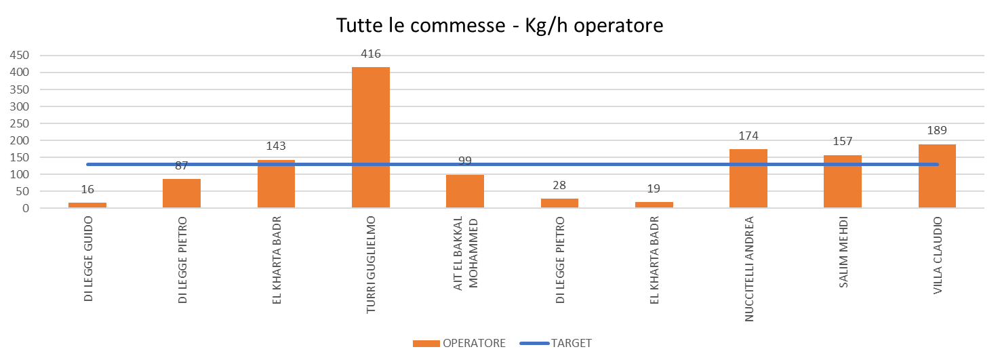 Tutte le commesse - Kg/h operatore
450
400
350
300
250
200
150
100
50
0
16
87
143
416
99
28
19
174
157
189
DI LEGGE GUIDO
DI LEGGE PIETRO
EL KHARTA BADR
TURRI GUGLIELMO
AIT EL BAKKAL
MOHAMMED
DI LEGGE PIETRO
EL KHARTA BADR
NUCCITELLI ANDREA
SALIM MEHDI
VILLA CLAUDIO
OPERATORE
TARGET